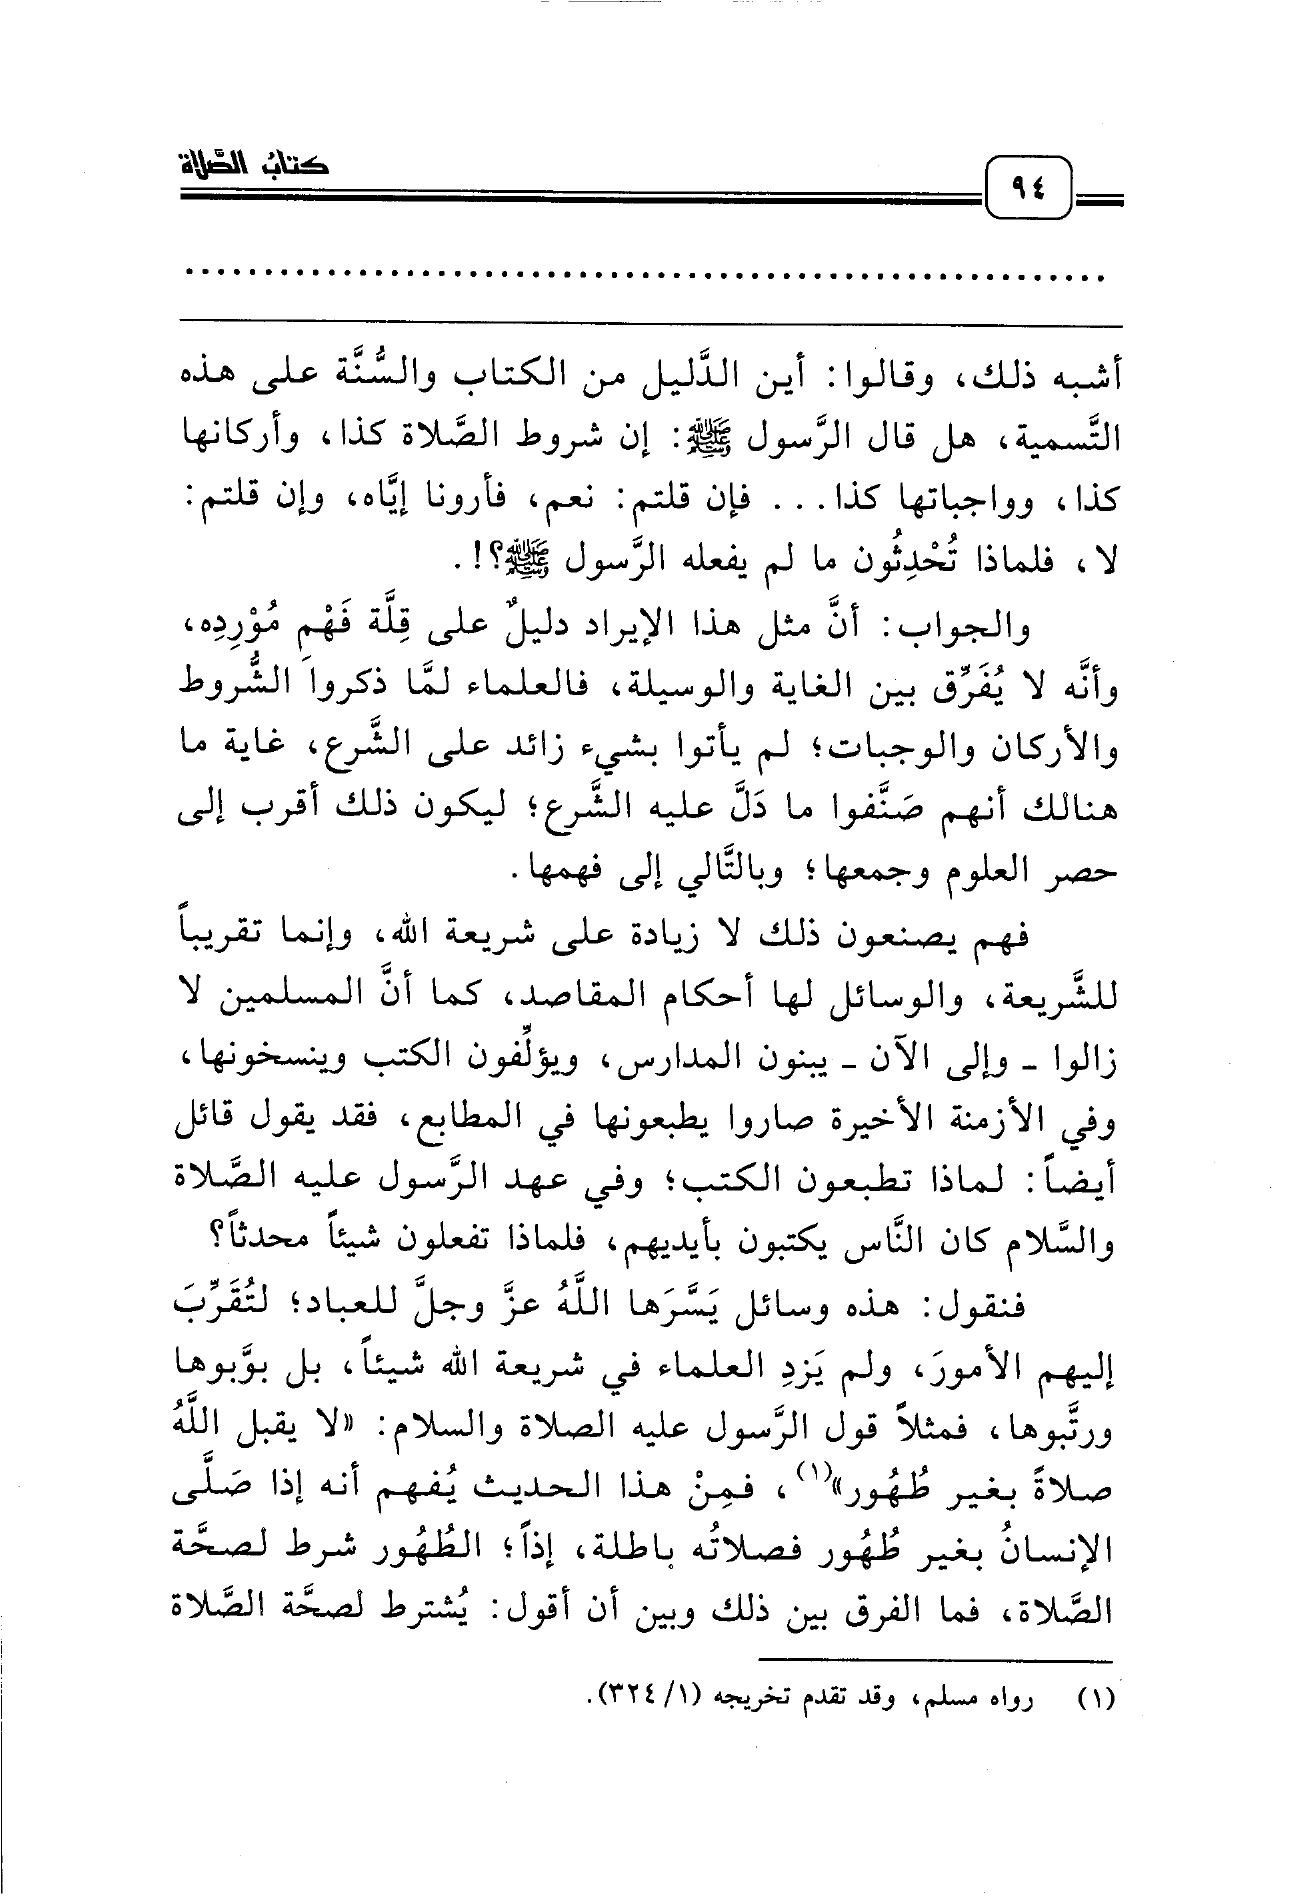 ٩٤
كتابُ الصَّلاة
أشبه ذلك، وقالوا: أين الدَّليل من الكتاب والسُّنَّة على هذه
التَّسمية، هل قال الرَّسول ﷺ: إن شروط الصَّلاة كذا، وأركانها
كذا، وواجباتها كذا... فإن قلتم: نعم، فأرونا إيَّاه، وإن قلتم:
لا، فلماذا تُحْدِثُون ما لم يفعله الرَّسول ﷺ؟!.
والجواب: أنَّ مثل هذا الإيراد دليلٌ على قِلَّة فَهْمِ مُوْرِدِه،
وأنَّه لا يُفَرِّق بين الغاية والوسيلة، فالعلماء لمَّا ذكروا الشُّروط
والأركان والوجبات؛ لم يأتوا بشيء زائد على الشَّرع، غاية ما
هنالك أنهم صَنَّفوا ما دَلَّ عليه الشَّرع؛ ليكون ذلك أقرب إلى
حصر العلوم وجمعها؛ وبالتَّالي إلى فهمها.
فهم يصنعون ذلك لا زيادة على شريعة الله، وإنما تقريباً
للشَّريعة، والوسائل لها أحكام المقاصد، كما أنَّ المسلمين لا
زالوا ـ وإلى الآن ـ يبنون المدارس، ويؤلِّفون الكتب وينسخونها،
وفي الأزمنة الأخيرة صاروا يطبعونها في المطابع، فقد يقول قائل
أيضاً: لماذا تطبعون الكتب؛ وفي عهد الرَّسول عليه الصَّلاة
والسَّلام كان النَّاس يكتبون بأيديهم، فلماذا تفعلون شيئاً محدثاً؟
فنقول: هذه وسائل يَسَّرَها اللَّهُ عزَّ وجلَّ للعباد؛ لتُقَرِّبَ
إليهم الأمورَ، ولم يَزدِ العلماء في شريعة الله شيئاً، بل بوَّبوها
ورتَّبوها، فمثلاً قول الرَّسول عليه الصلاة والسلام: «لا يقبل اللَّهُ
صلاةً بغير طُهُور»(١)، فمِنْ هذا الحديث يُفهم أنه إذا صَلَّى
الإنسانُ بغير طُهُور فصلاتُه باطلة، إذاً؛ الطُهُور شرط لصحَّة
الصَّلاة، فما الفرق بين ذلك وبين أن أقول: يُشترط لصحَّة الصَّلاة
(١) رواه مسلم، وقد تقدم تخريجه (١/ ٣٢٤).